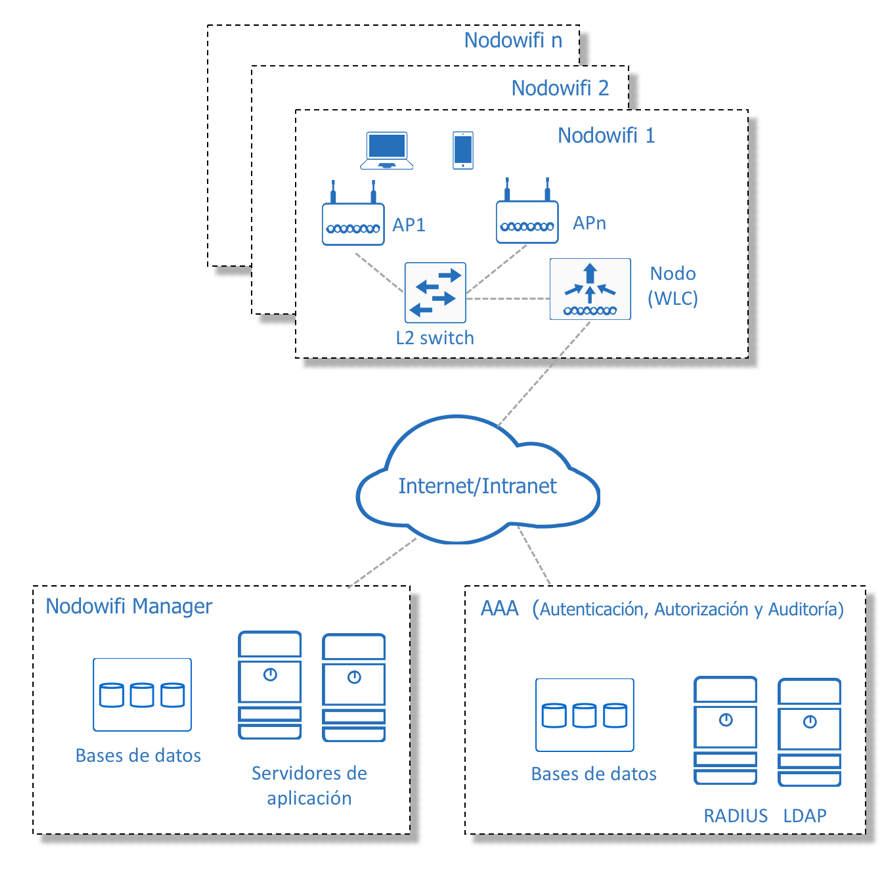 Nodowifi n
Nodowifi 2
Nodowifi 1
AP1
APn
Nodo
(WLC)
L2 switch
Internet/Intranet
Nodowifi Manager
Bases de datos
Servidores de
aplicación
AAA (Autenticación, Autorización y Auditoría)
Bases de datos
RADIUS
LDAP